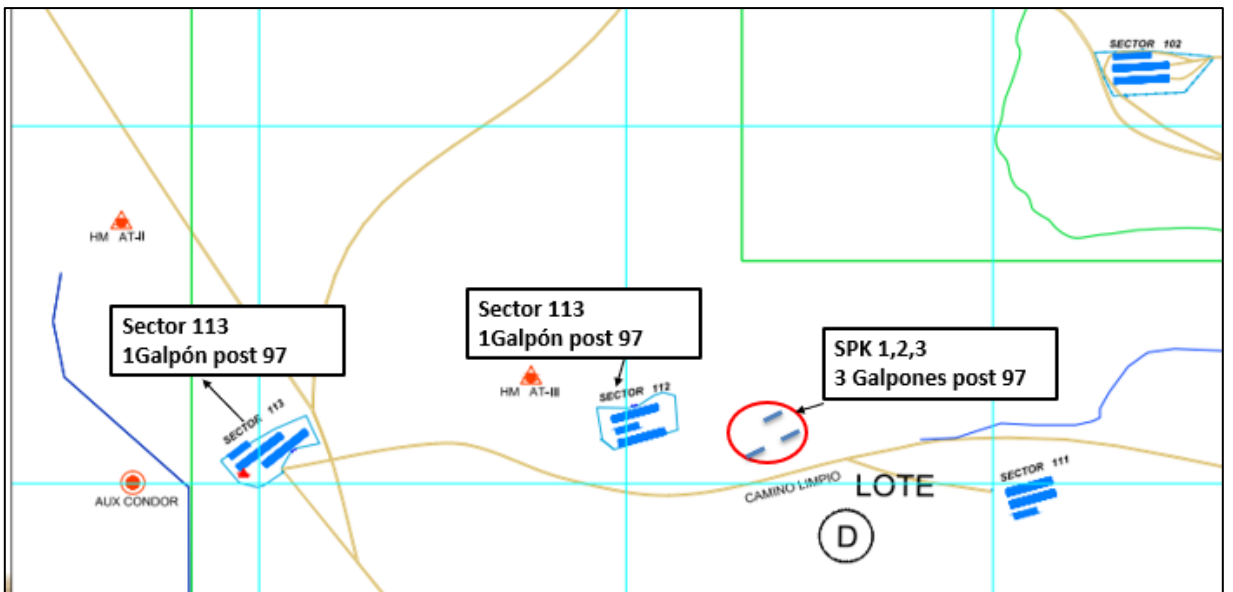 SECTOR 102
HM AT-II
Sector 113
1Galpón post 97
Sector 113
1Galpón post 97
SPK 1,2,3
3 Galpones post 97
HM AT-III
SECTOR 112
SECTOR 113
SECTOR 111
CAMINO LIMPIO
LOTE
AUX CONDOR
D